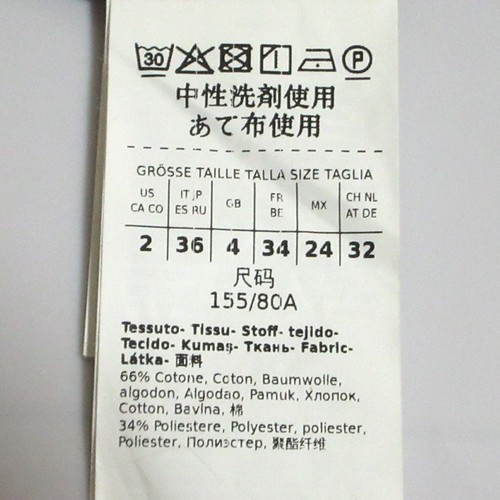 30 P
中性洗剤使用
あて布使用
GRÖSSE TAILLE TALLA SIZE TAGLIA
US CA CO IT JP ES RU GB FR BE MX CH NL AT DE
2 36 4 34 24 32
尺码
155/80A
Tessuto- Tissu- Stoff- tejido-
Tecido- Kumaş- Ткань- Fabric-
Látka- 面料
66% Cotone, Coton, Baumwolle,
algodon, Algodao, Pamuk, Хлопок,
Cotton, Bavlna, 棉
34% Poliestere, Polyester, poliester,
Poliester, Полиэстер, 聚酯纤维